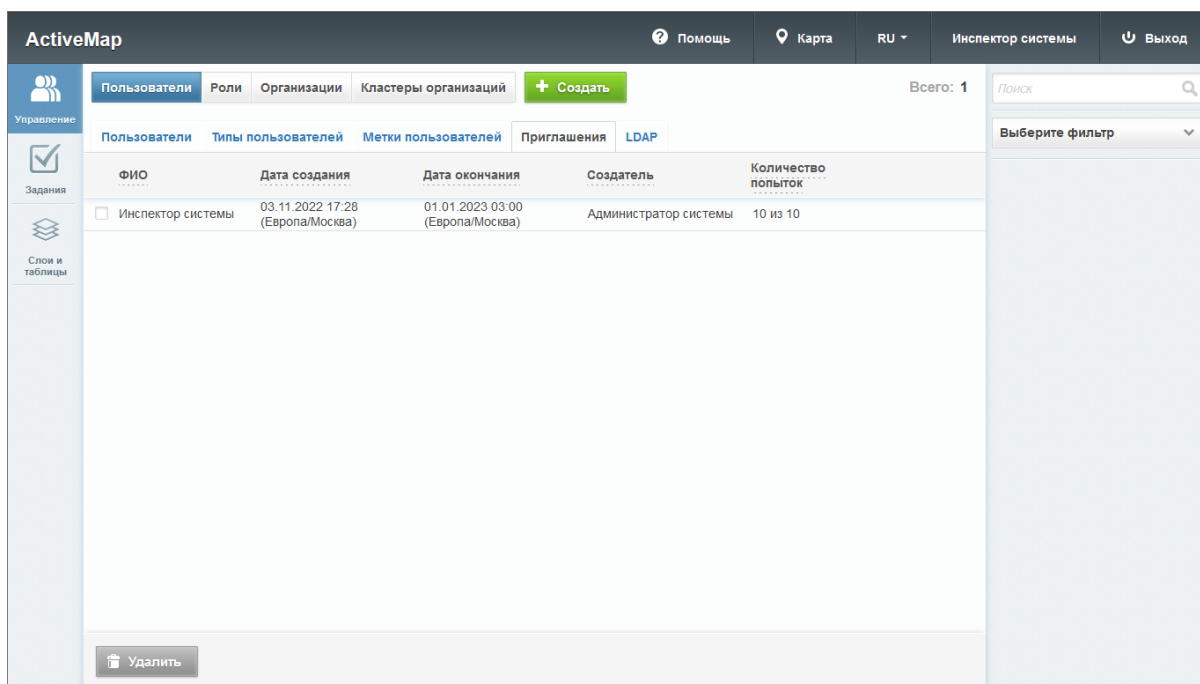 ActiveMap
Помощь
Карта
RU
Инспектор системы
Выход
Управление
Задания
Слои и
таблицы
Пользователи
Роли
Организации
Кластеры организаций
Создать
Всего: 1
Пользователи
Типы пользователей
Метки пользователей
Приглашения
LDAP
ФИО
Дата создания
Дата окончания
Создатель
Количество
попыток
Инспектор системы
03.11.2022 17:28
(Европа/Москва)
01.01.2023 03:00
(Европа/Москва)
Администратор системы
10 из 10
Удалить
Поиск
Выберите фильтр